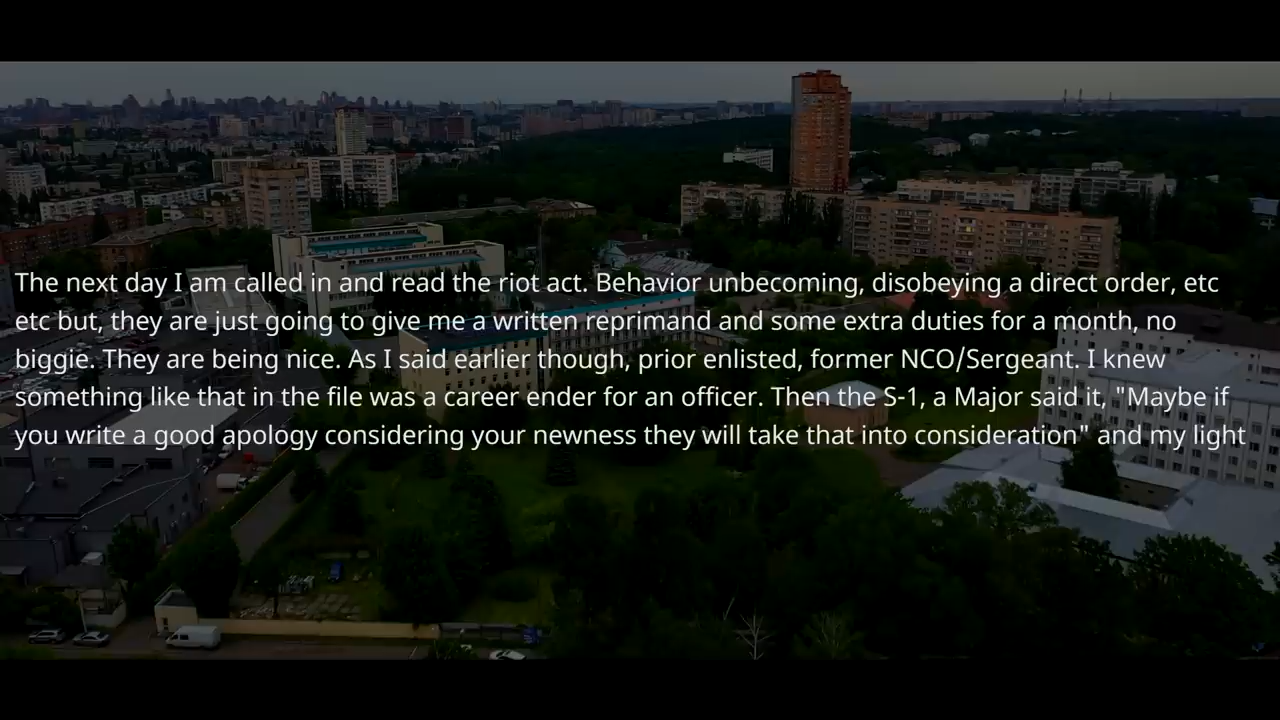 The next day I am called in and read the riot act. Behavior unbecoming, disobeying a direct order, etc
etc but, they are just going to give me a written reprimand and some extra duties for a month, no
biggie. They are being nice. As I said earlier though, prior enlisted, former NCO/Sergeant. I knew
something like that in the file was a career ender for an officer. Then the S-1, a Major said it, "Maybe if
you write a good apology considering your newness they will take that into consideration" and my light